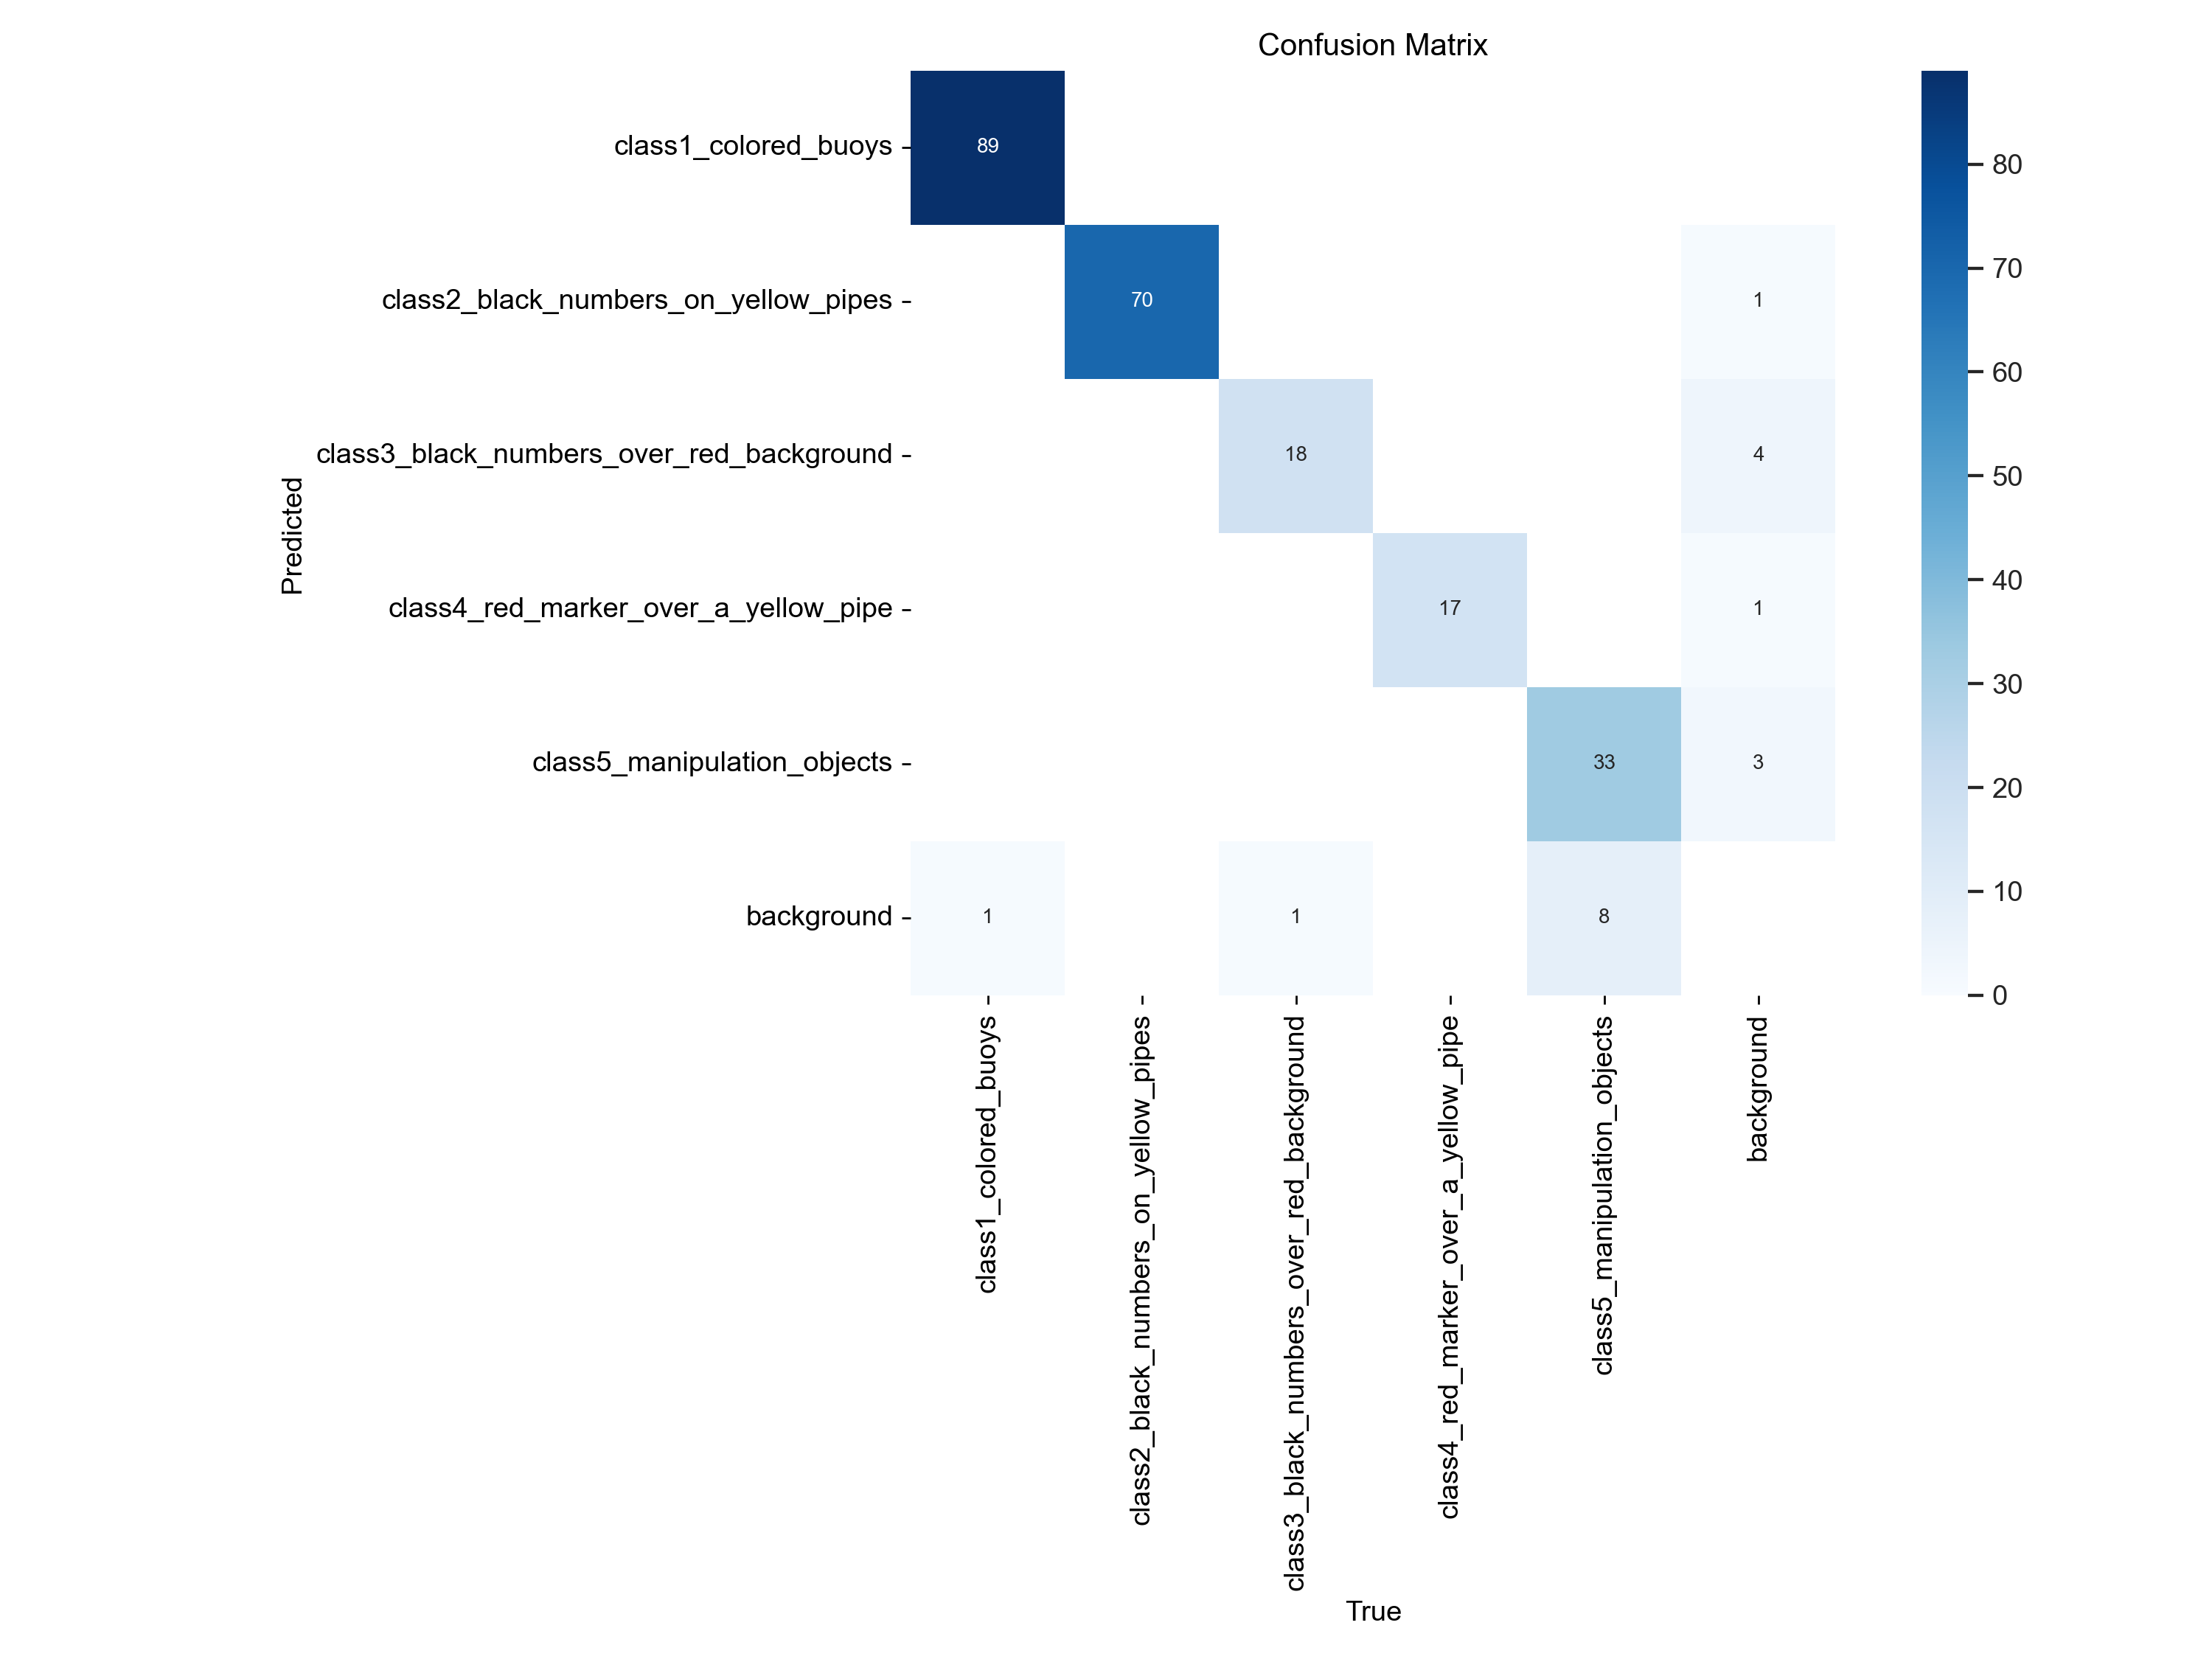 Confusion Matrix
Predicted
class1_colored_buoys
89
class2_black_numbers_on_yellow_pipes
70
1
class3_black_numbers_over_red_background
18
4
class4_red_marker_over_a_yellow_pipe
17
1
class5_manipulation_objects
33
3
background
1
1
8
class1_colored_buoys
class2_black_numbers_on_yellow_pipes
class3_black_numbers_over_red_background
class4_red_marker_over_a_yellow_pipe
class5_manipulation_objects
background
True
80
70
60
50
40
30
20
10
0